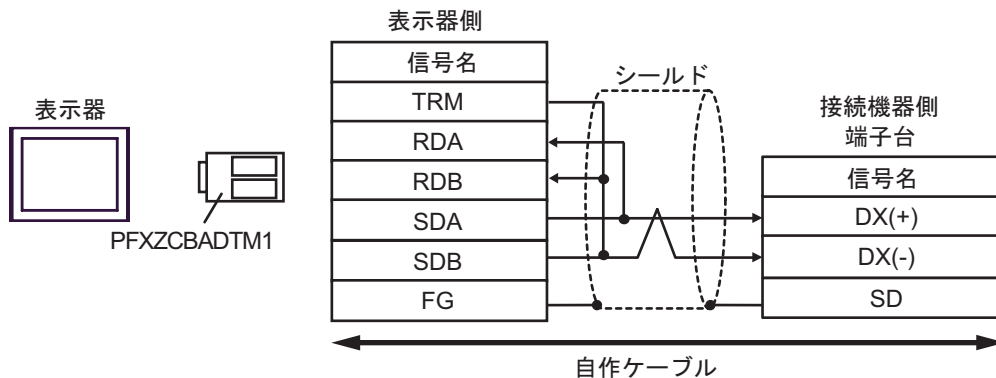 表示器
PFXZCBADTM1
表示器側
信号名
TRM
RDA
RDB
SDA
SDB
FG
シールド
接続機器側
端子台
信号名
DX(+)
DX(-)
SD
自作ケーブル